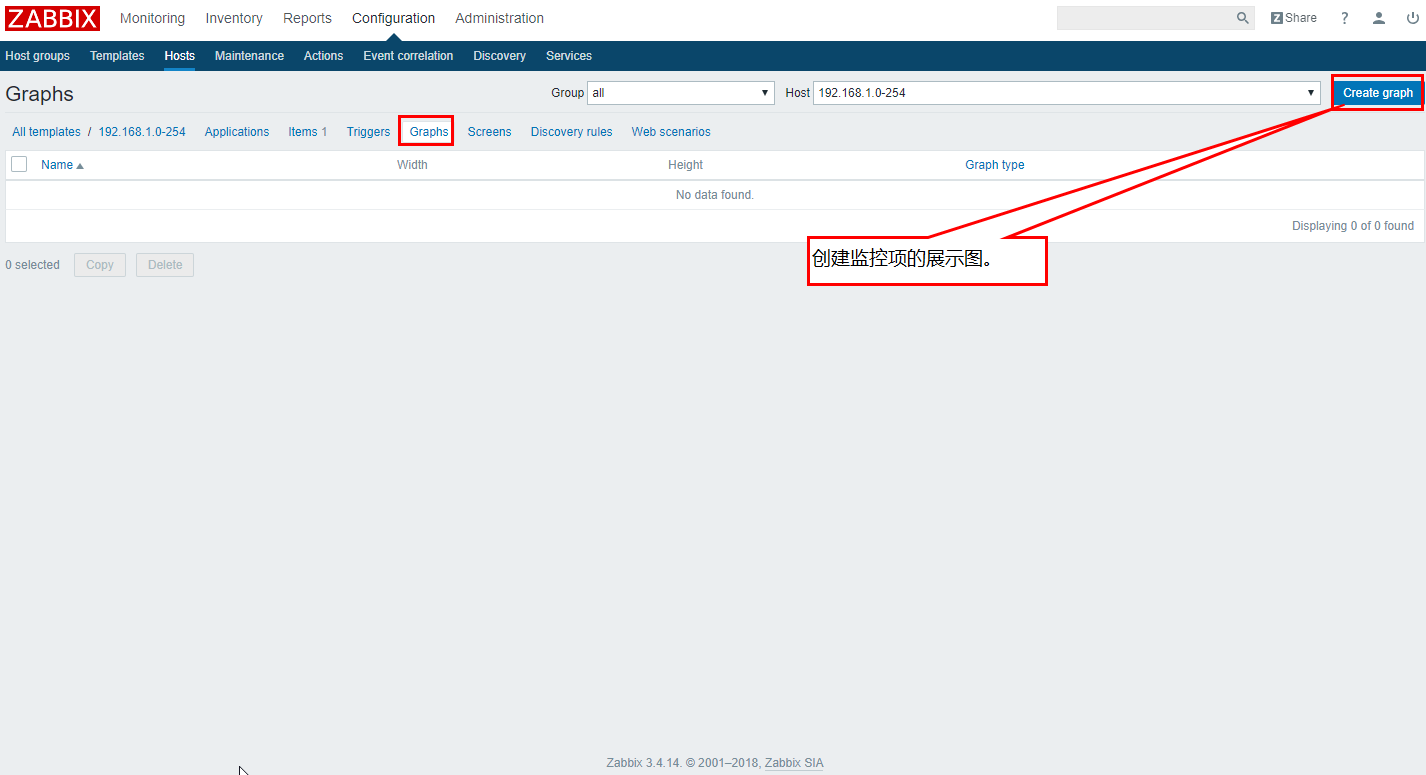 ZABBIX Monitoring Inventory Reports Configuration Administration Z Share ?
Host groups Templates Hosts Maintenance Actions Event correlation Discovery Services
Graphs Group all Host 192.168.1.0-254 Create graph
All templates / 192.168.1.0-254 Applications Items 1 Triggers Graphs Screens Discovery rules Web scenarios
Name Width Height Graph type
No data found.
Displaying 0 of 0 found
创建监控项的展示图。
0 selected Copy Delete
Zabbix 3.4.14. © 2001–2018, Zabbix SIA